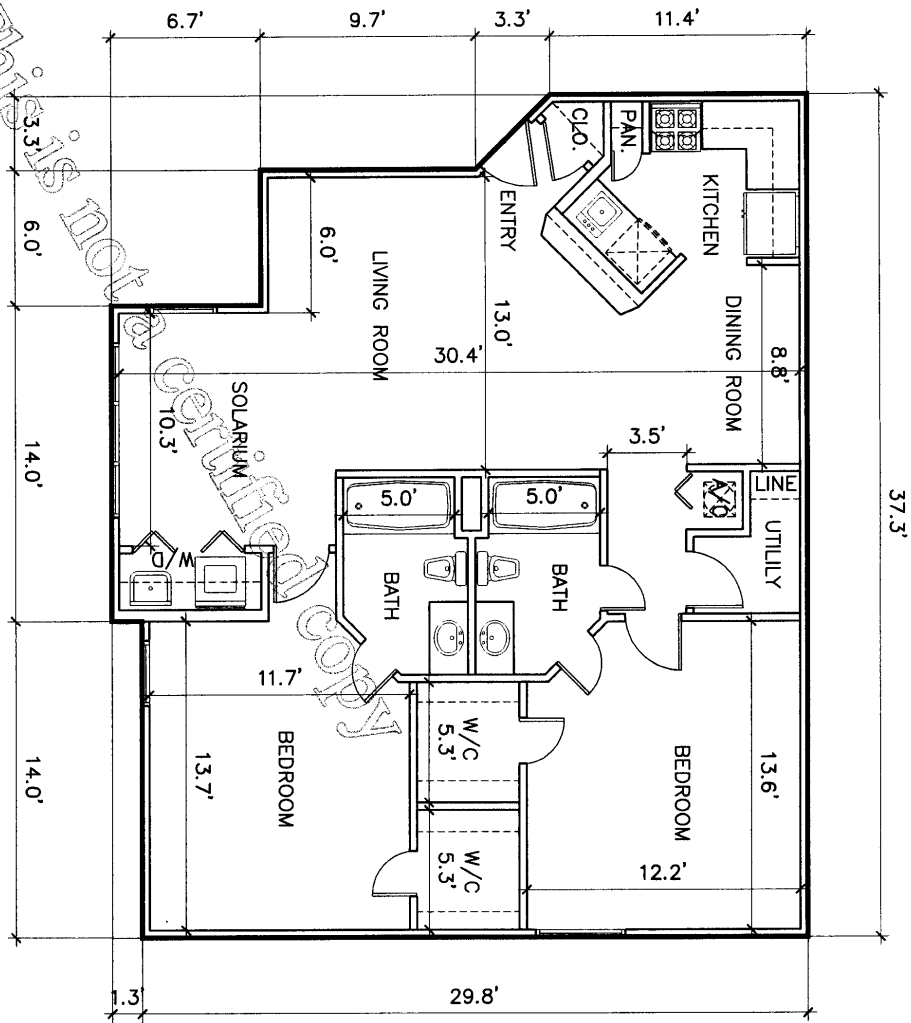 6.7'
9.7'
3.3'
11.4'
This is not a certified copy
3.3'
6.0'
14.0'
14.0'
37.3'
CLO.
PAN.
KITCHEN
ENTRY
6.0'
LIVING ROOM
13.0'
DINING ROOM
30.4'
8.8'
SOLARIUM
10.3'
3.5'
5.0'
5.0'
A/C
LINE
UTILILY
W/D
BATH
BATH
11.7'
W/C
5.3'
13.7'
BEDROOM
BEDROOM
13.6'
W/C
5.3'
12.2'
1.3'
29.8'